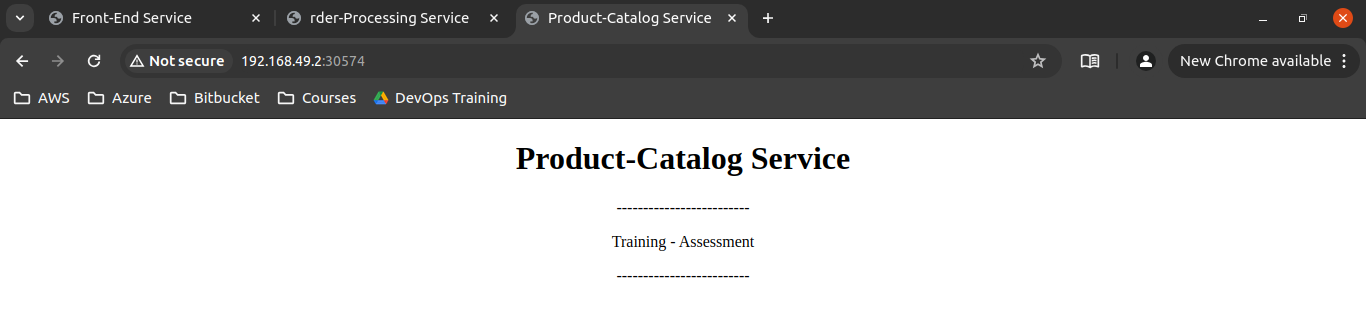 Front-End Service
rder-Processing Service
Product-Catalog Service
Not secure 192.168.49.2:30574
New Chrome available
AWS Azure Bitbucket Courses DevOps Training
Product-Catalog Service
-------------------------
Training - Assessment
-------------------------